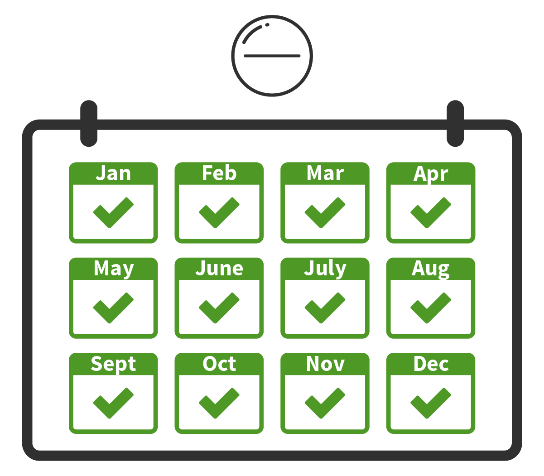 Jan Feb Mar Apr
May June July Aug
Sept Oct Nov Dec